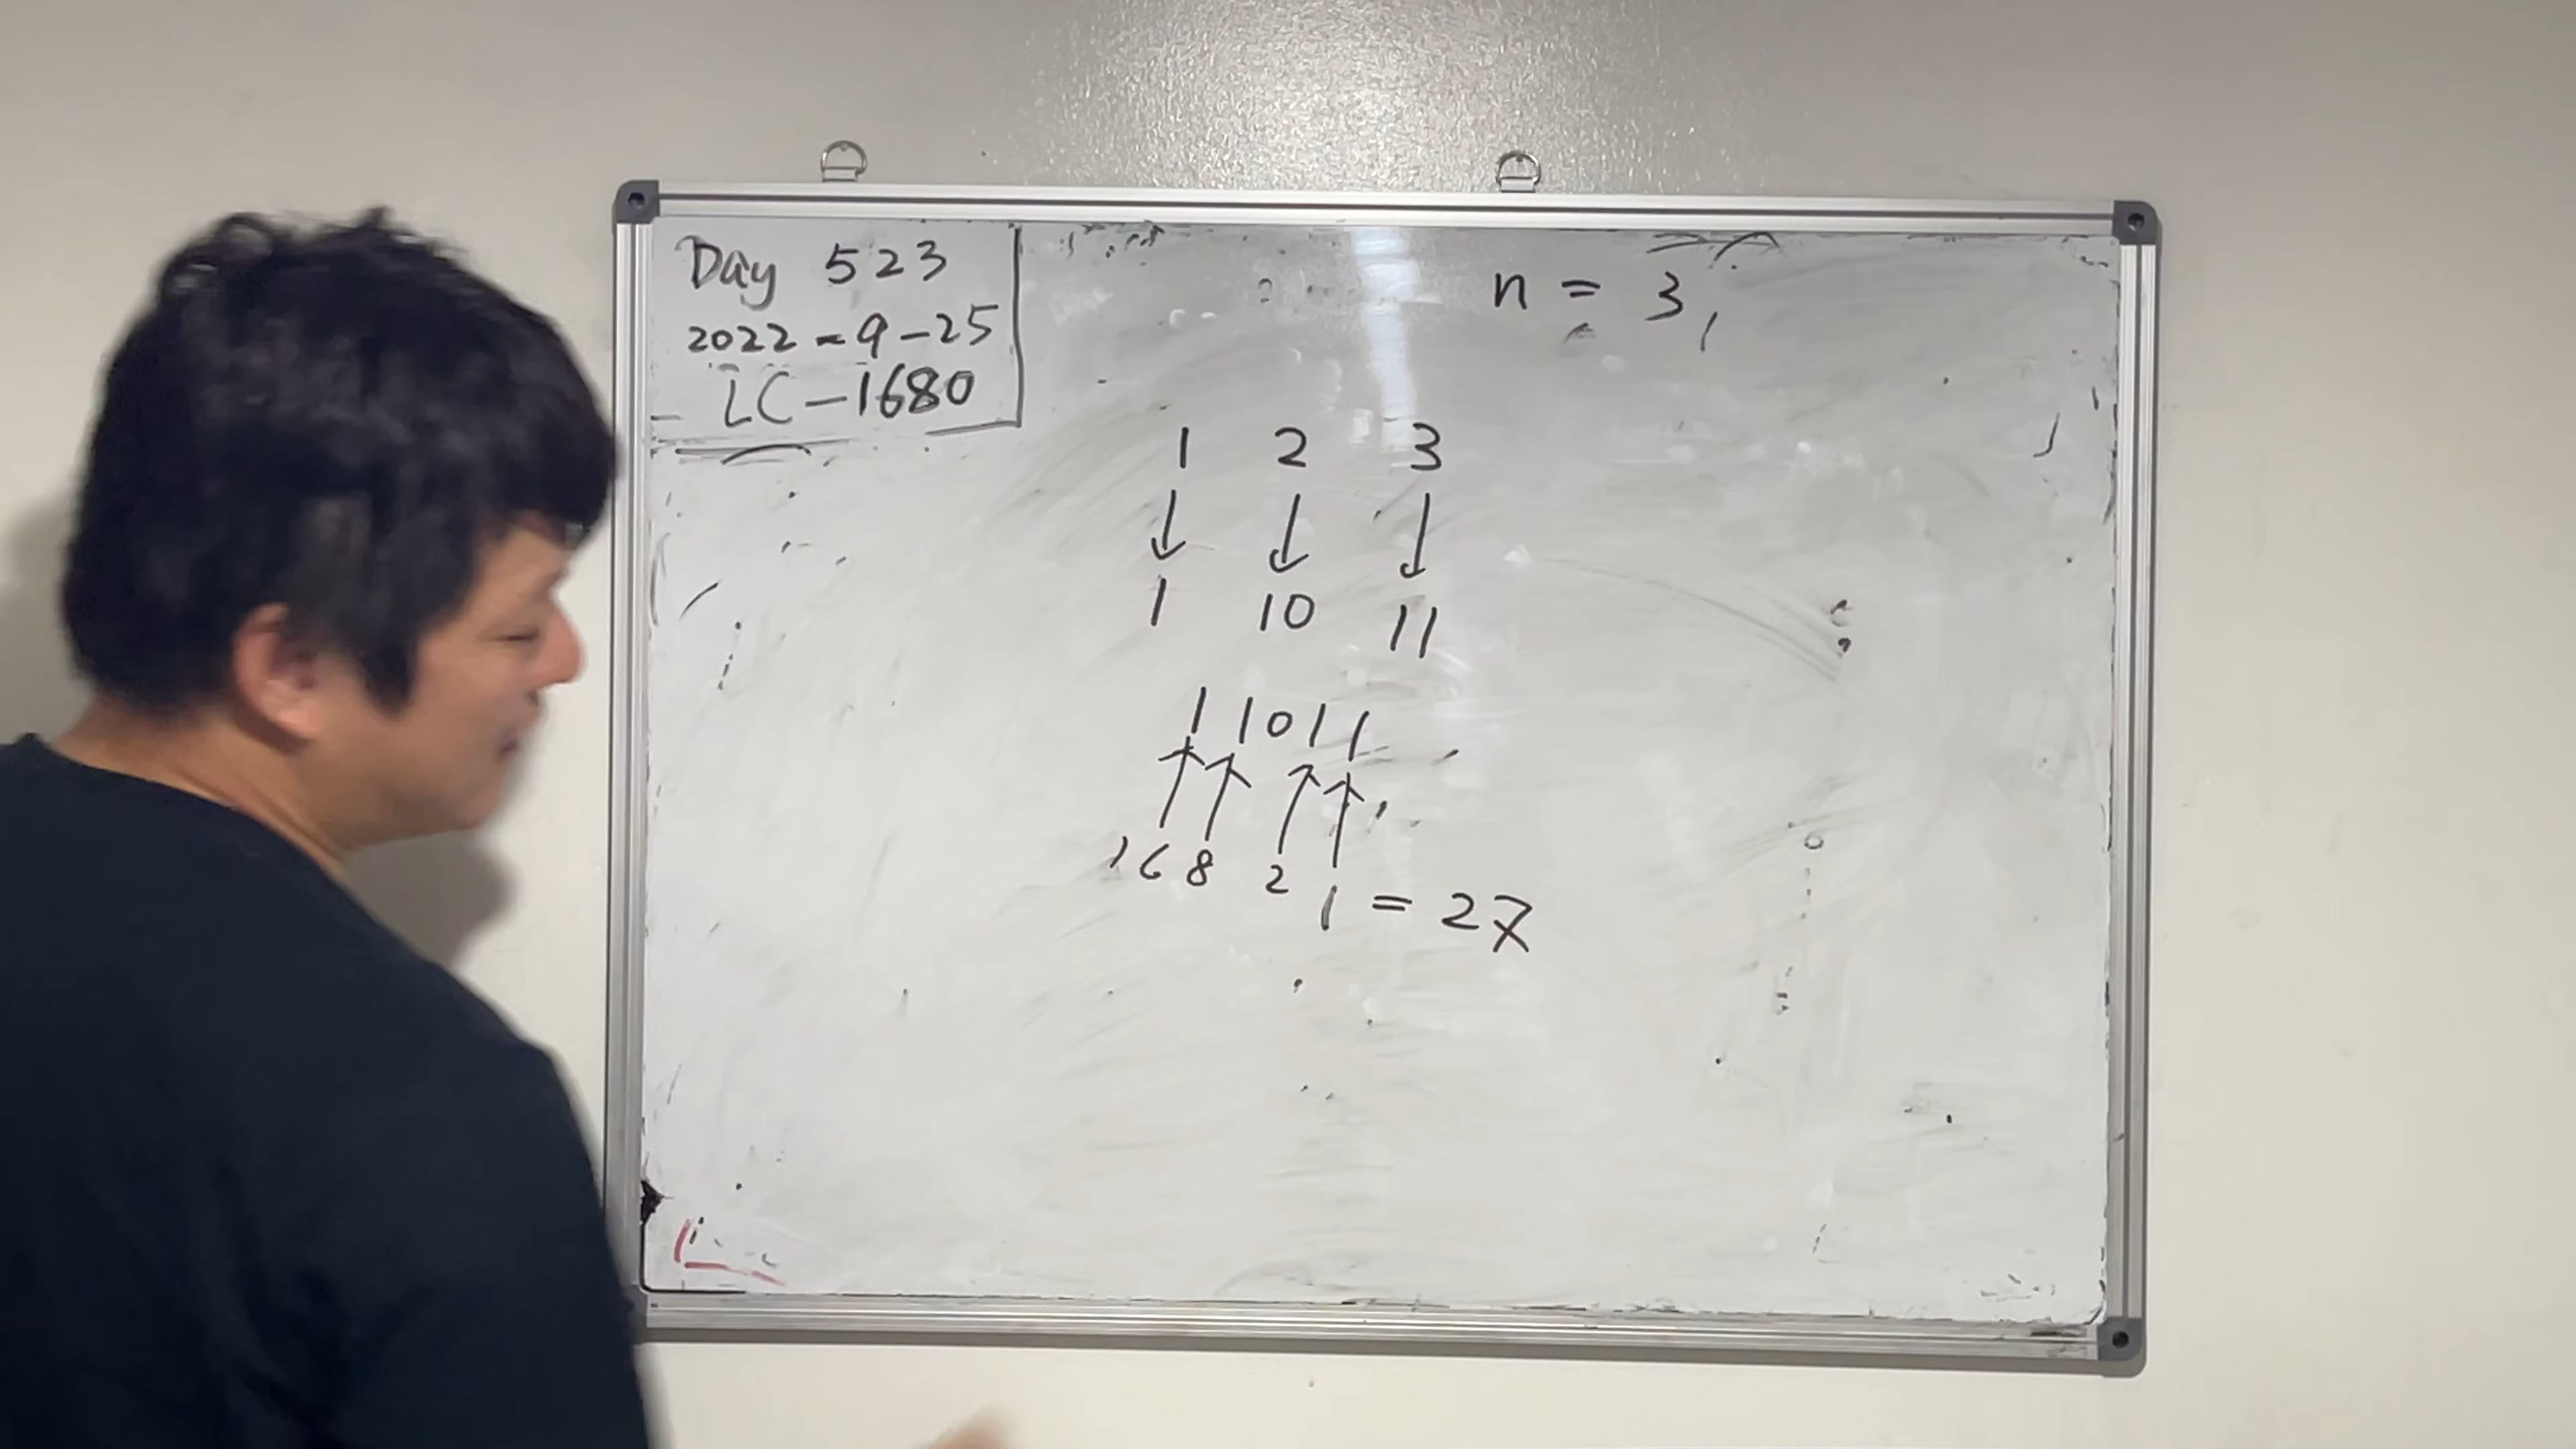 Day 523
2022-9-25
LC-1680
n = 3,
1 2 3
↓ ↓ ↓
1 10 11
11011
↑↑ ↑↑
16 8 2 1 = 27